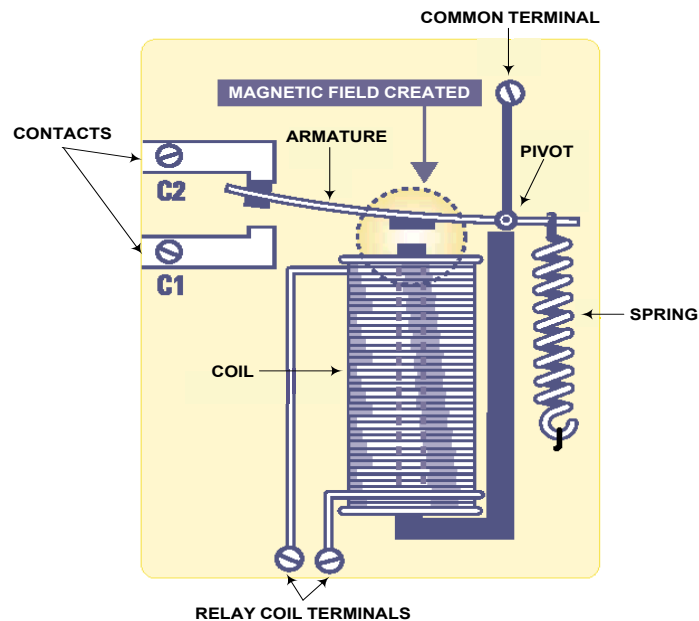 COMMON TERMINAL
MAGNETIC FIELD CREATED
CONTACTS
ARMATURE
PIVOT
C2
C1
SPRING
COIL
RELAY COIL TERMINALS